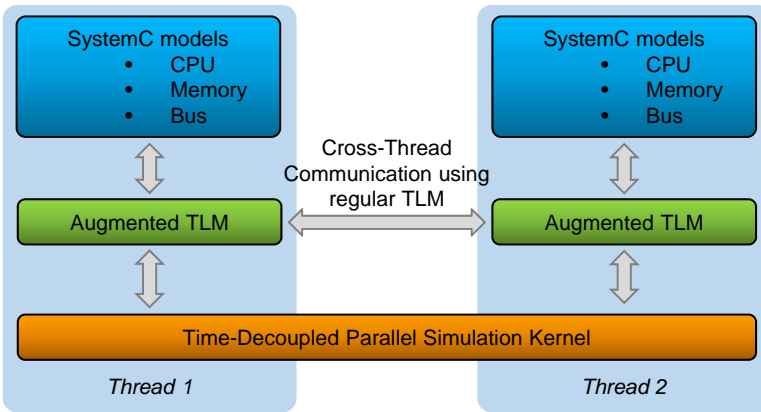 SystemC models
• CPU
• Memory
• Bus
SystemC models
• CPU
• Memory
• Bus
Cross-Thread
Communication using
regular TLM
Augmented TLM
Augmented TLM
Time-Decoupled Parallel Simulation Kernel
Thread 1
Thread 2